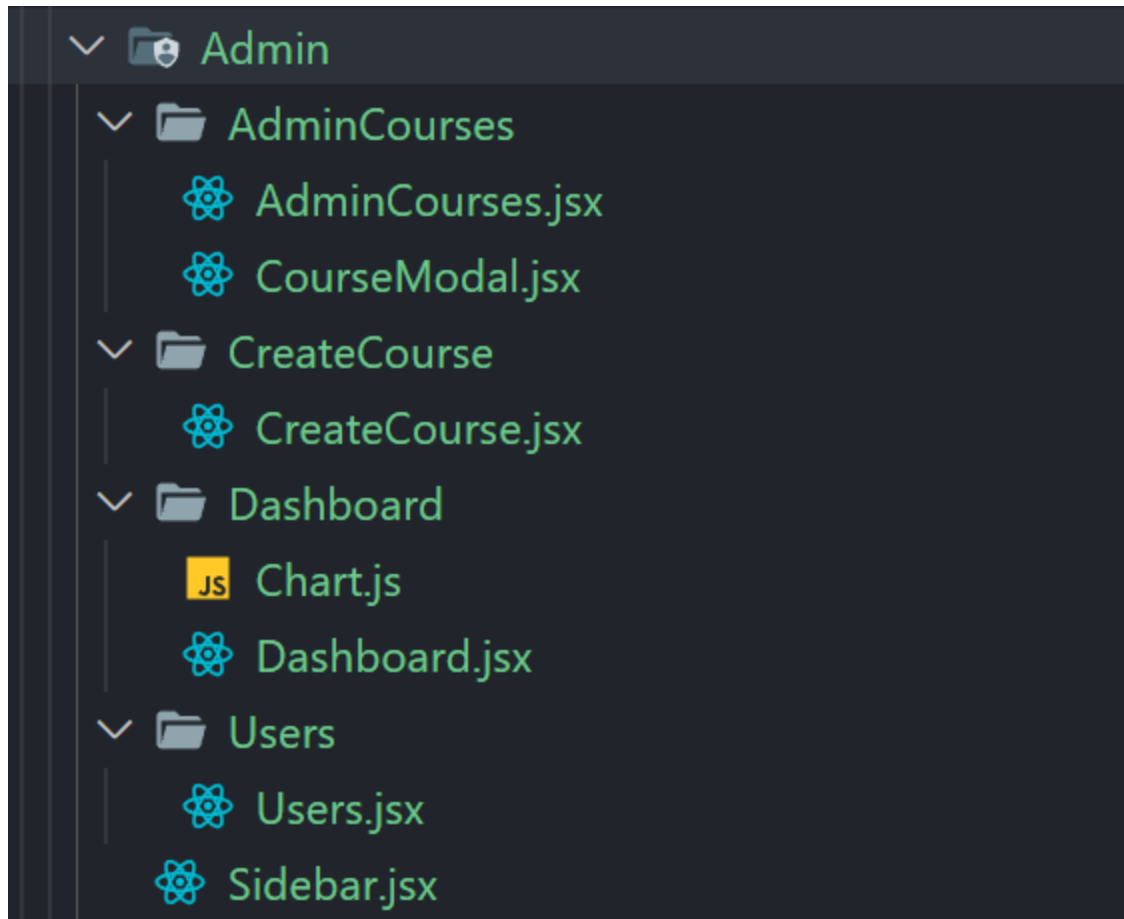 Admin
AdminCourses
AdminCourses.jsx
CourseModal.jsx
CreateCourse
CreateCourse.jsx
Dashboard
JS Chart.js
Dashboard.jsx
Users
Users.jsx
Sidebar.jsx